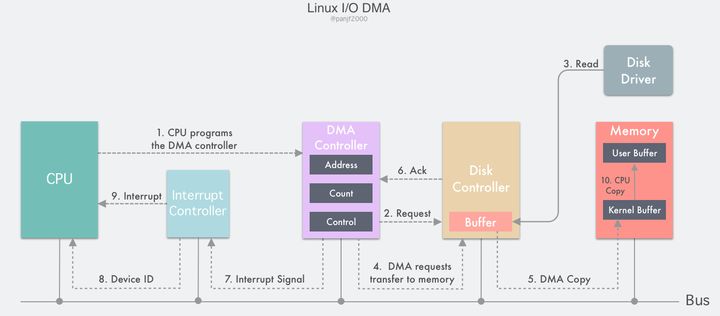 Linux I/O DMA
@panjf2000
3. Read
Disk
Driver
1. CPU programs
the DMA controller
CPU
9. Interrupt
Interrupt
Controller
DMA
Controller
Address
Count
Control
6. Ack
2. Request
Disk
Controller
Buffer
Memory
User Buffer
10. CPU
Copy
Kernel Buffer
8. Device ID
7. Interrupt Signal
4. DMA requests
transfer to memory
5. DMA Copy
Bus